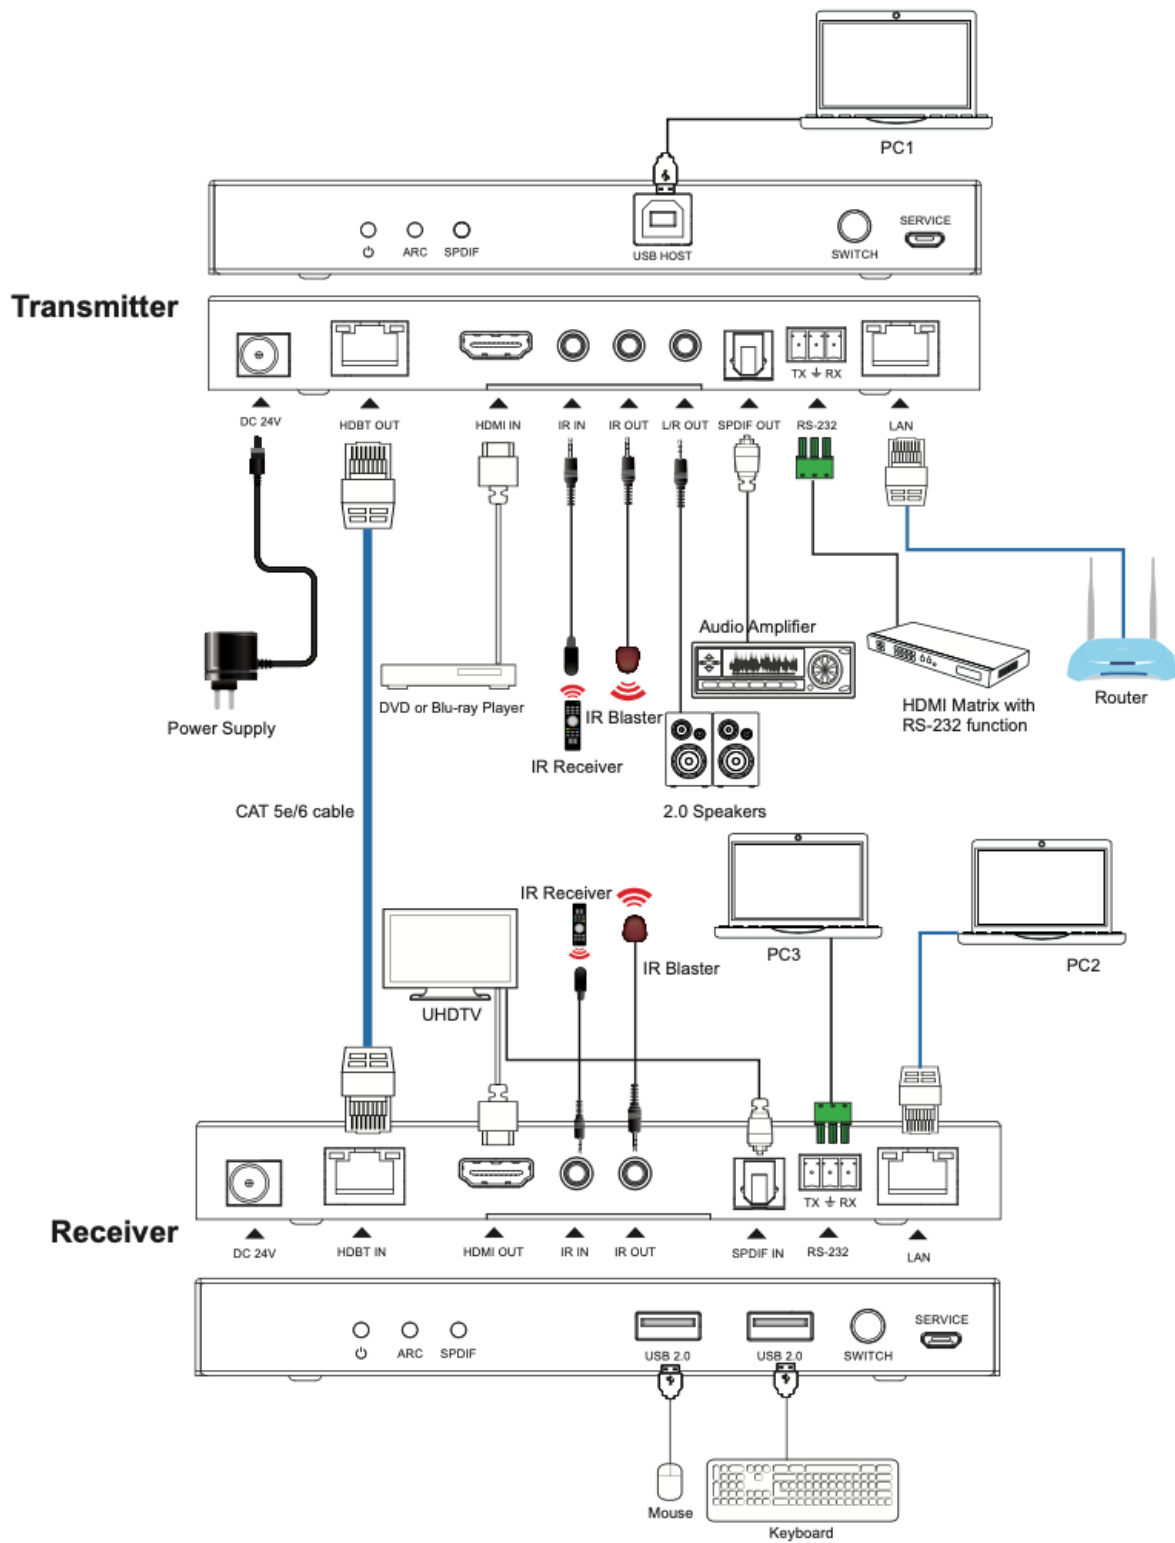 PC1
ARC
SPDIF
USB HOST
SWITCH
SERVICE
Transmitter
TX
RX
DC 24V
HDBT OUT
HDMI IN
IR IN
IR OUT
L/R OUT
SPDIF OUT
RS-232
LAN
Audio Amplifier
Power Supply
DVD or Blu-ray Player
IR Blaster
IR Receiver
HDMI Matrix with
RS-232 function
Router
CAT 5e/6 cable
2.0 Speakers
IR Receiver
IR Blaster
PC3
PC2
UHDTV
TX
RX
Receiver
DC 24V
HDBT IN
HDMI OUT
IR IN
IR OUT
SPDIF IN
RS-232
LAN
ARC
SPDIF
USB 2.0
USB 2.0
SWITCH
SERVICE
Mouse
Keyboard